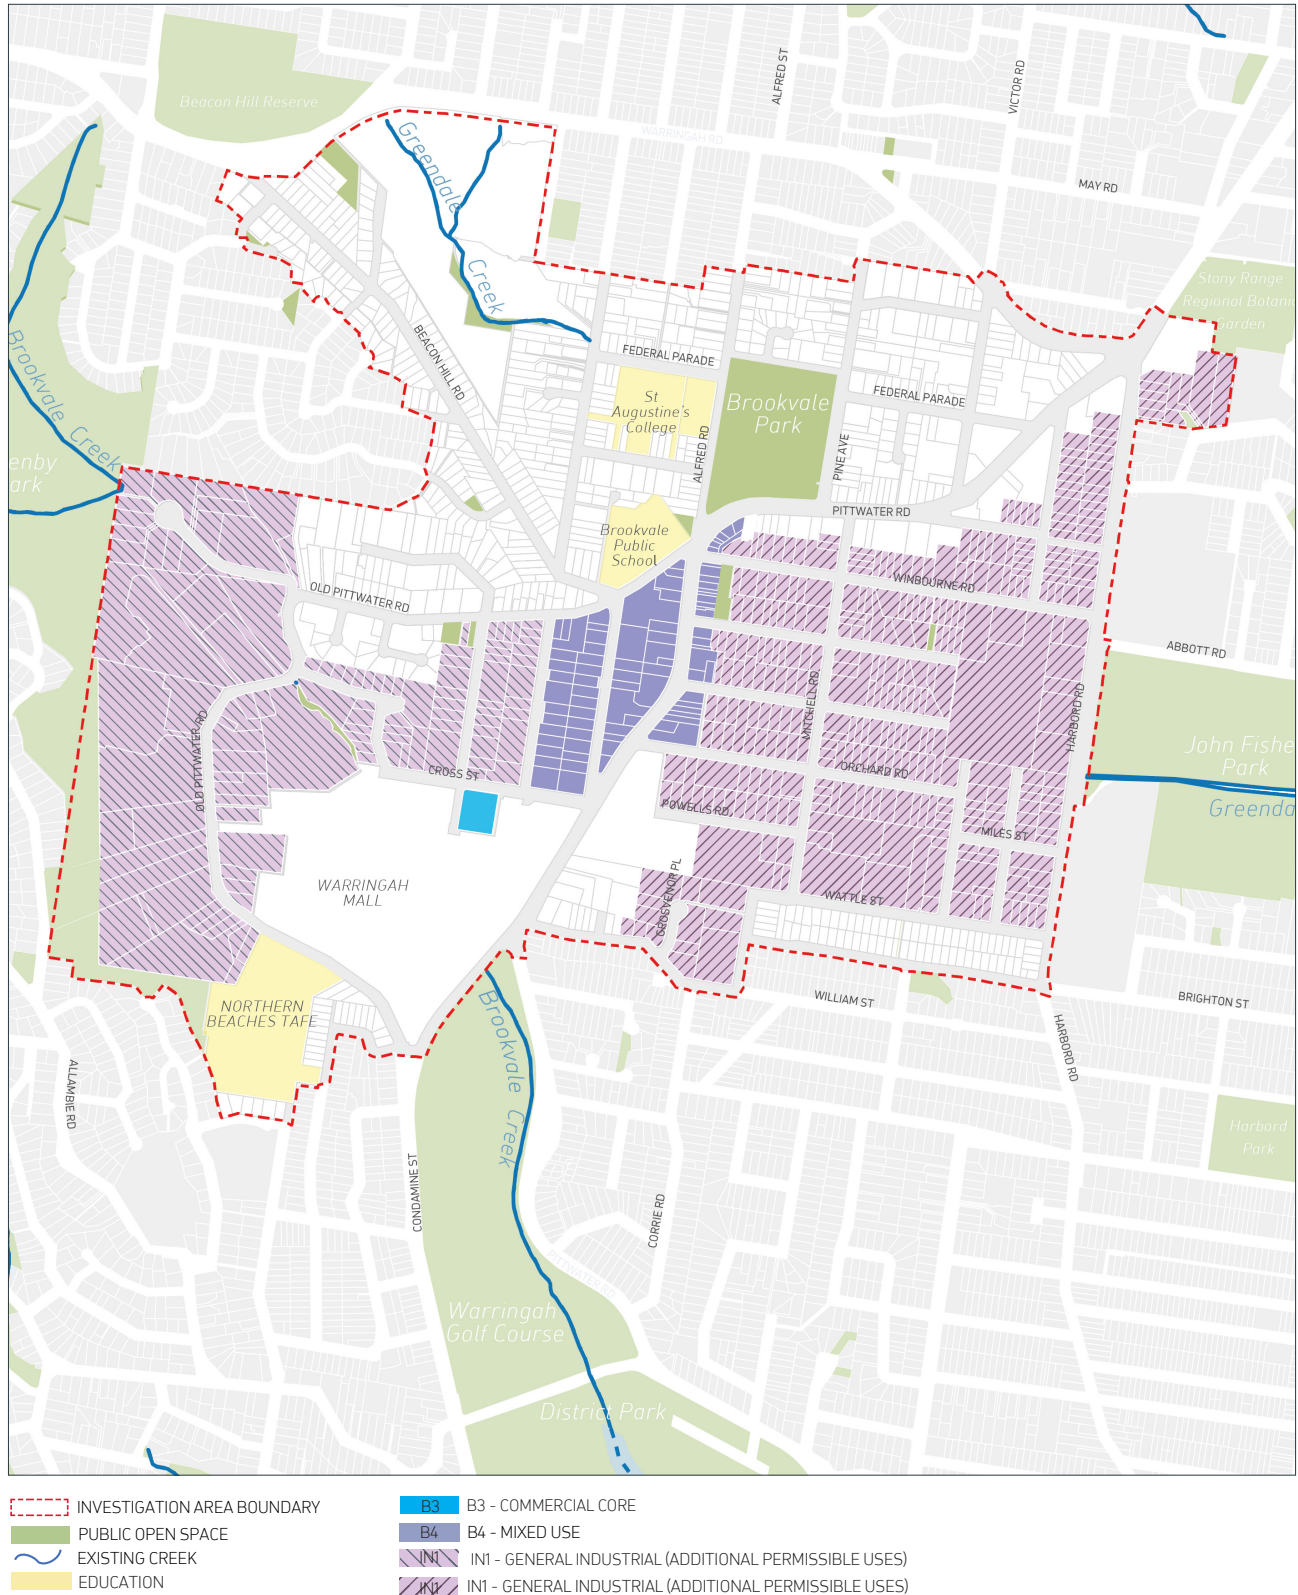 Beacon Hill Reserve
ALFRED ST
VICTOR RD
WARRINGAH RD
MAY RD
Greendale
Creek
Stony Range
Regional Botanic
Garden
Brookvale
Creek
BEACON HILL RD
FEDERAL PARADE
St
Augustine's
College
Brookvale
Park
FEDERAL PARADE
ALFRED RD
PINE AVE
enby
ark
PITTWATER RD
Brookvale
Public
School
WINBOURNE RD
OLD PITTWATER RD
ABBOTT RD
MITCHELL RD
HARBORD RD
OLD PITTWATER RD
John Fishe
Park
CROSS ST
ORCHARD RD
POWELLS RD
Greenda
MILES ST
WARRINGAH
MALL
GROSVENOR PL
WATTLE ST
NORTHERN
BEACHES TAFE
Brookvale
Creek
WILLIAM ST
BRIGHTON ST
HARBORD RD
ALLAMBIE RD
Harbord
Park
CONDAMINE ST
CORRIE RD
PITTWATER RD
Warringah
Golf Course
District Park
INVESTIGATION AREA BOUNDARY
PUBLIC OPEN SPACE
EXISTING CREEK
EDUCATION
B3 B3 - COMMERCIAL CORE
B4 B4 - MIXED USE
IN1 IN1 - GENERAL INDUSTRIAL (ADDITIONAL PERMISSIBLE USES)
IN1 IN1 - GENERAL INDUSTRIAL (ADDITIONAL PERMISSIBLE USES)